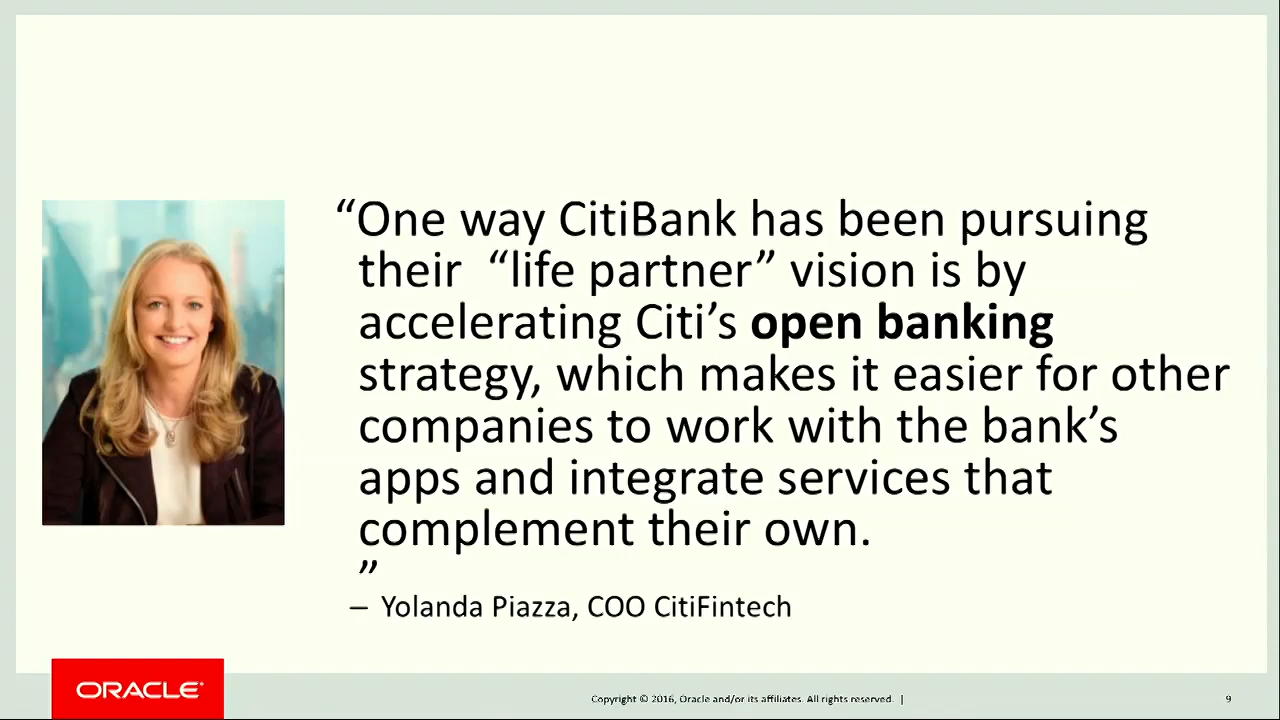 “One way CitiBank has been pursuing
their “life partner” vision is by
accelerating Citi’s open banking
strategy, which makes it easier for other
companies to work with the bank’s
apps and integrate services that
complement their own.
”
– Yolanda Piazza, COO CitiFintech
ORACLE®
Copyright © 2016, Oracle and/or its affiliates. All rights reserved. |
9